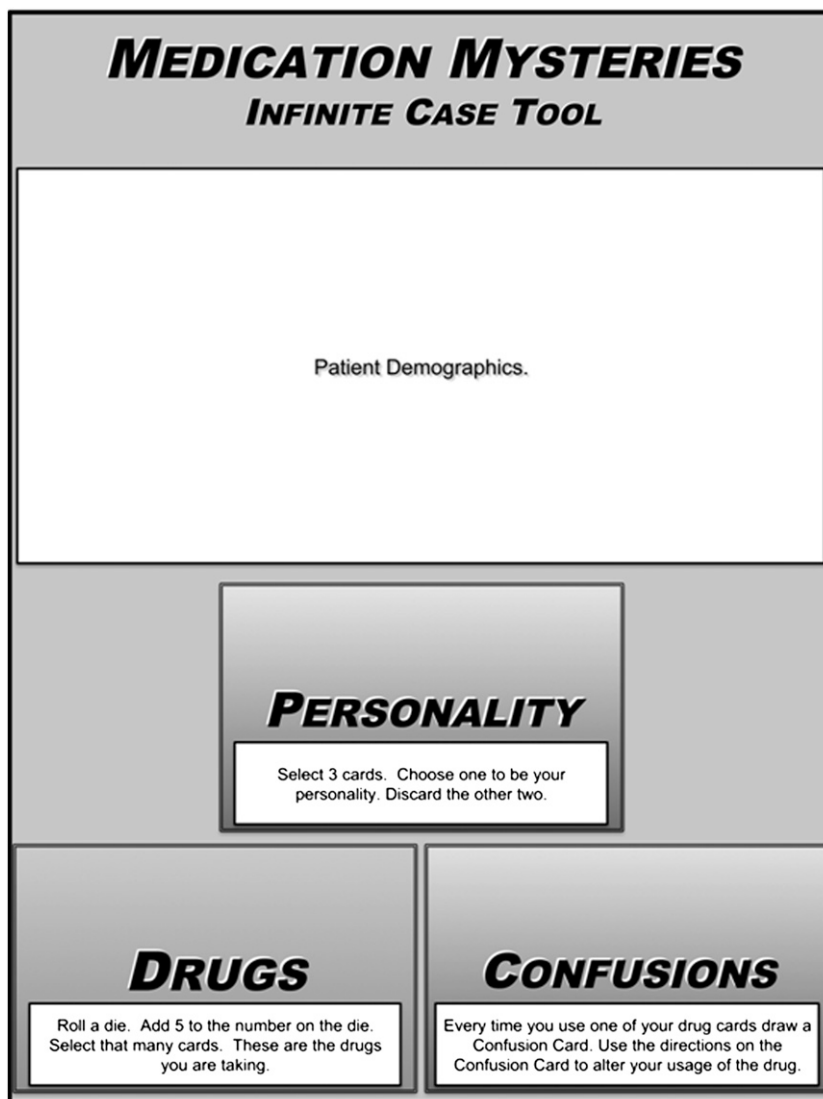 MEDICATION MYSTERIES
INFINITE CASE TOOL
Patient Demographics.
PERSONALITY
Select 3 cards.  Choose one to be your
personality. Discard the other two.
DRUGS
Roll a die.  Add 5 to the number on the die.
Select that many cards.  These are the drugs
you are taking.
CONFUSIONS
Every time you use one of your drug cards draw a
Confusion Card. Use the directions on the
Confusion Card to alter your usage of the drug.